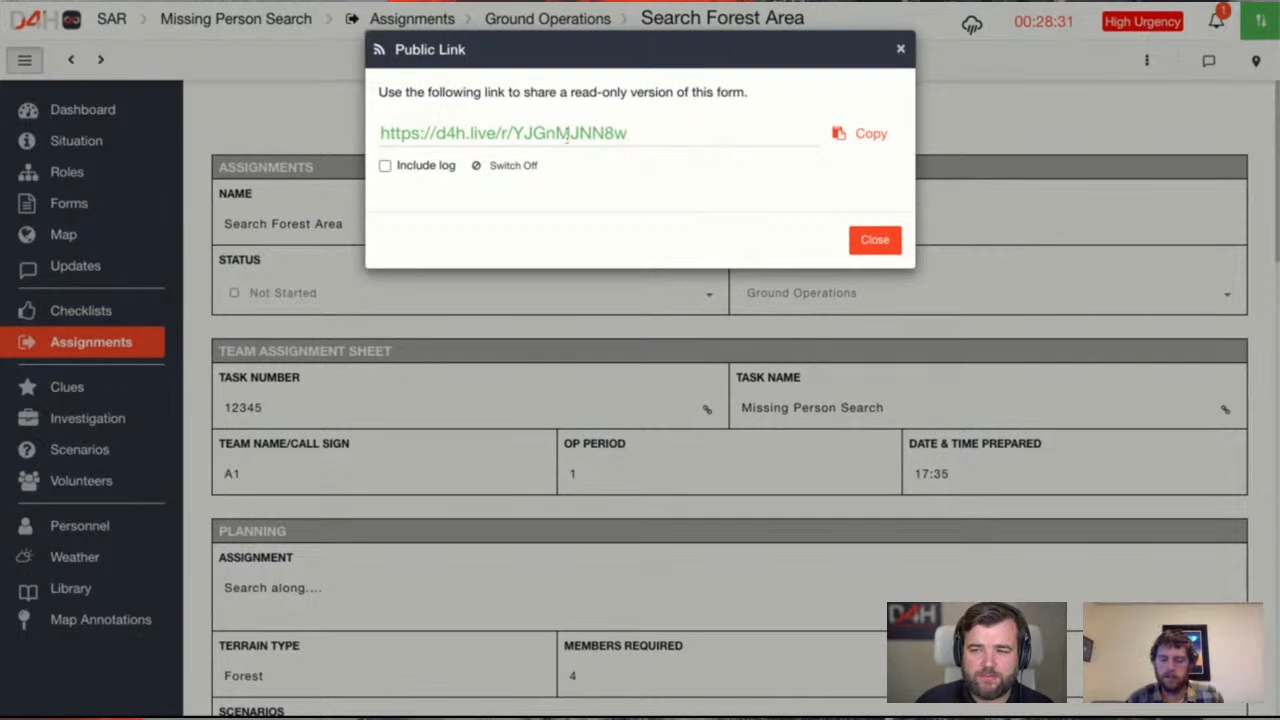 D4H SAR > Missing Person Search > Assignments > Ground Operations > Search Forest Area 00:28:31 High Urgency 1
Public Link ×
Use the following link to share a read-only version of this form.
https://d4h.live/r/YJGnMJNN8w Copy
Include log Switch Off
Close
Dashboard
Situation
Roles
Forms
Map
Updates
Checklists
Assignments
Clues
Investigation
Scenarios
Volunteers
Personnel
Weather
Library
Map Annotations
ASSIGNMENTS
NAME
Search Forest Area
STATUS
Not Started Ground Operations
TEAM ASSIGNMENT SHEET
TASK NUMBER TASK NAME
12345 Missing Person Search
TEAM NAME/CALL SIGN OP PERIOD DATE & TIME PREPARED
A1 1 17:35
PLANNING
ASSIGNMENT
Search along....
TERRAIN TYPE MEMBERS REQUIRED
Forest 4
SCENARIOS
D4H